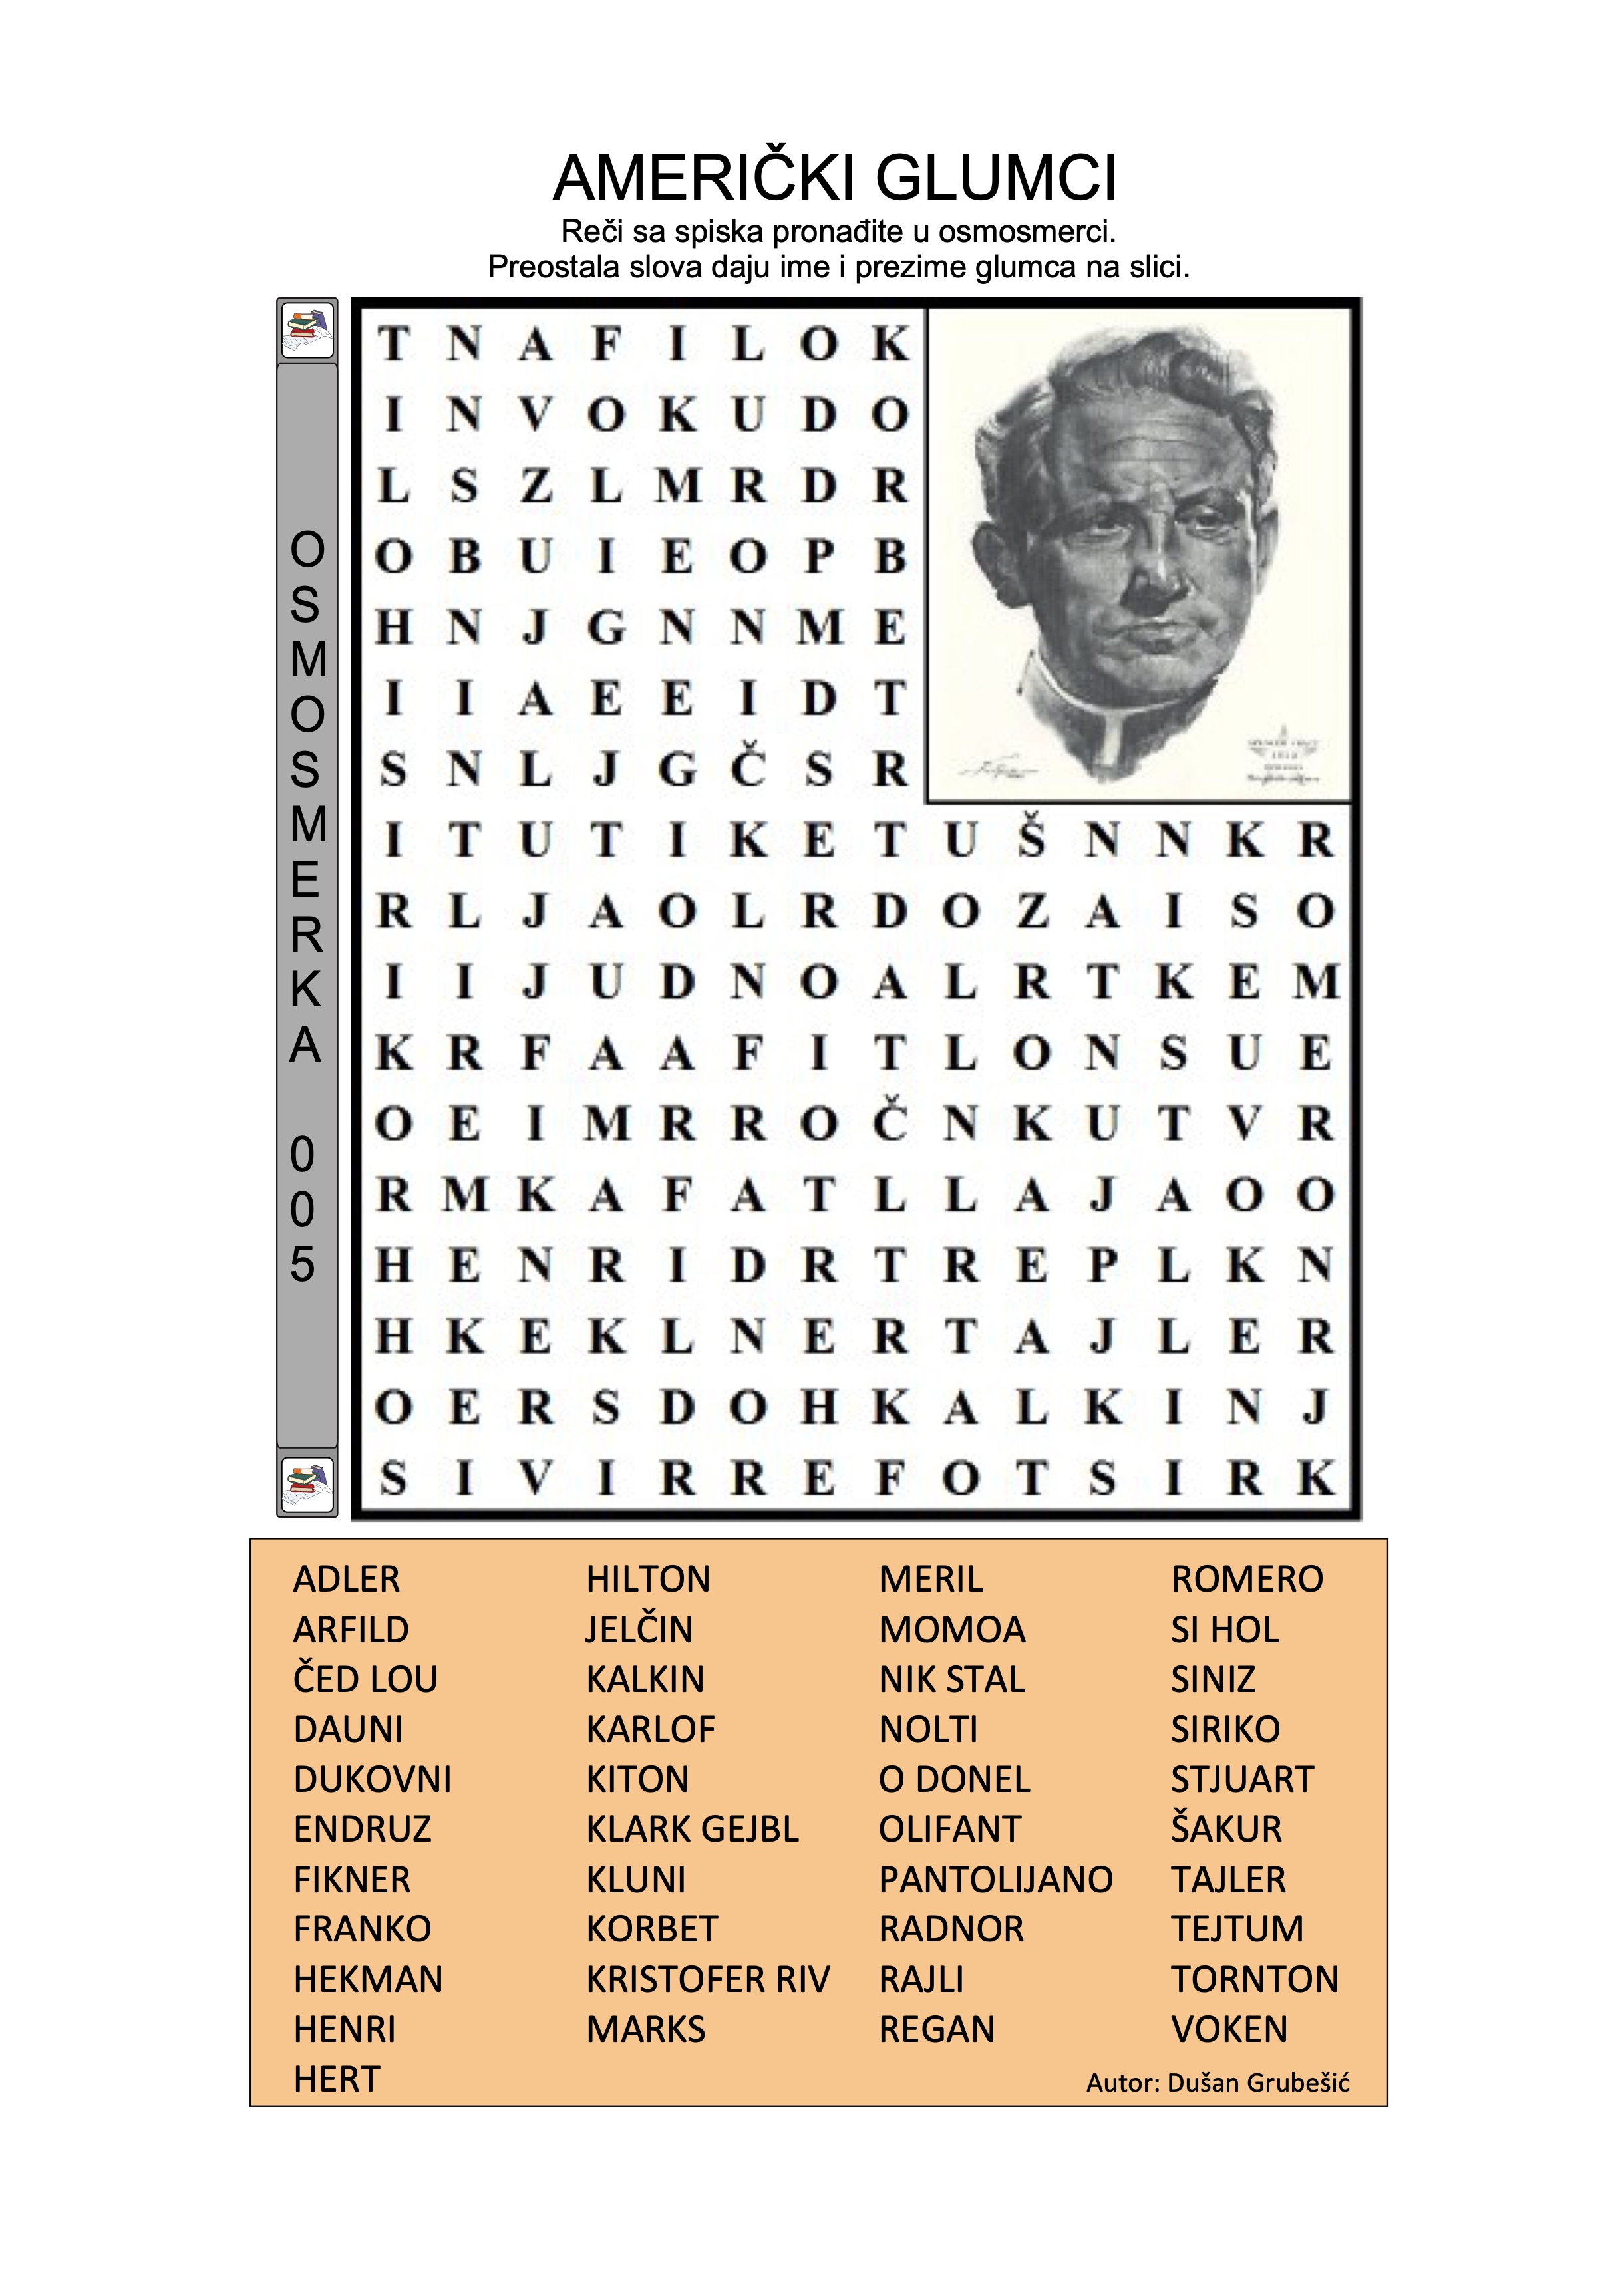 AMERIČKI GLUMCI
Reči sa spiska pronađite u osmosmerci.
Preostala slova daju ime i prezime glumca na slici.
OSMOSMERKA 005
T N A F I L O K
I N V O K U D O
L S Z L M R D R
O B U I E O P B
H N J G N N M E
I I A E E I D T
S N L J G Č S R
I T U T I K E T U Š N N K R
R L J A O L R D O Z A I S O
I I J U D N O A L R T K E M
K R F A A F I T L O N S U E
O E I M R R O Č N K U T V R
R M K A F A T L L A J A O O
H E N R I D R T R E P L K N
H K E K L N E R T A J L E R
O E R S D O H K A L K I N J
S I V I R R E F O T S I R K
ADLER HILTON MERIL ROMERO
ARFILD JELČIN MOMOA SI HOL
ČED LOU KALKIN NIK STAL SINIZ
DAUNI KARLOF NOLTI SIRIKO
DUKOVNI KITON O DONEL STJUART
ENDRUZ KLARK GEJBL OLIFANT ŠAKUR
FIKNER KLUNI PANTOLIJANO TAJLER
FRANKO KORBET RADNOR TEJTUM
HEKMAN KRISTOFER RIV RAJLI TORNTON
HENRI MARKS REGAN VOKEN
HERT Autor: Dušan Grubešić